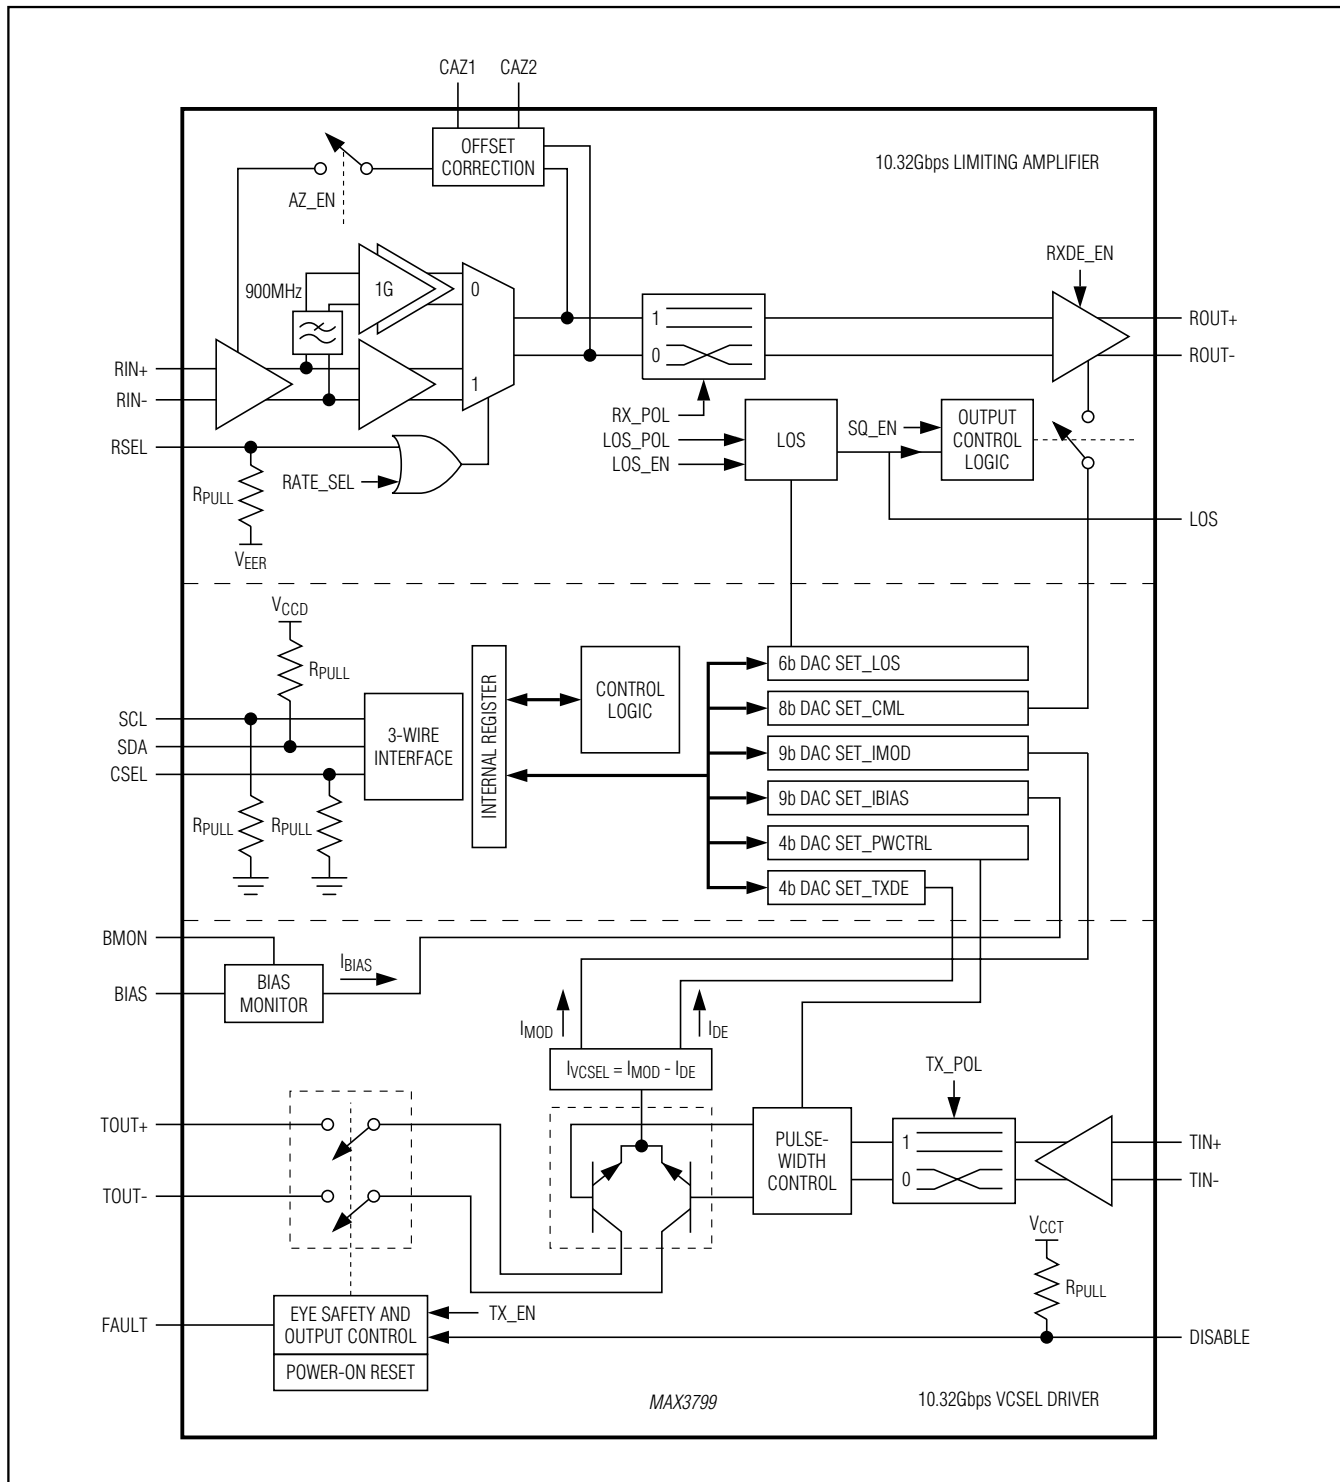 CAZ1 CAZ2
OFFSET
CORRECTION
10.32Gbps LIMITING AMPLIFIER
AZ_EN
RXDE_EN
900MHz
1G
0
1
1
0
ROUT+
ROUT-
RIN+
RIN-
RX_POL
LOS_POL
LOS_EN
LOS
SQ_EN
OUTPUT
CONTROL
LOGIC
RSEL
RATE_SEL
RPULL
VEER
LOS
VCCD
RPULL
SCL
SDA
CSEL
3-WIRE
INTERFACE
INTERNAL REGISTER
CONTROL
LOGIC
6b DAC SET_LOS
8b DAC SET_CML
9b DAC SET_IMOD
9b DAC SET_IBIAS
4b DAC SET_PWCTRL
4b DAC SET_TXDE
RPULL
RPULL
BMON
BIAS
BIAS
MONITOR
IBIAS
IMOD
IDE
IVCSEL = IMOD - IDE
TX_POL
TOUT+
TOUT-
PULSE-
WIDTH
CONTROL
1
0
TIN+
TIN-
VCCT
RPULL
FAULT
EYE SAFETY AND
OUTPUT CONTROL
POWER-ON RESET
TX_EN
DISABLE
MAX3799
10.32Gbps VCSEL DRIVER